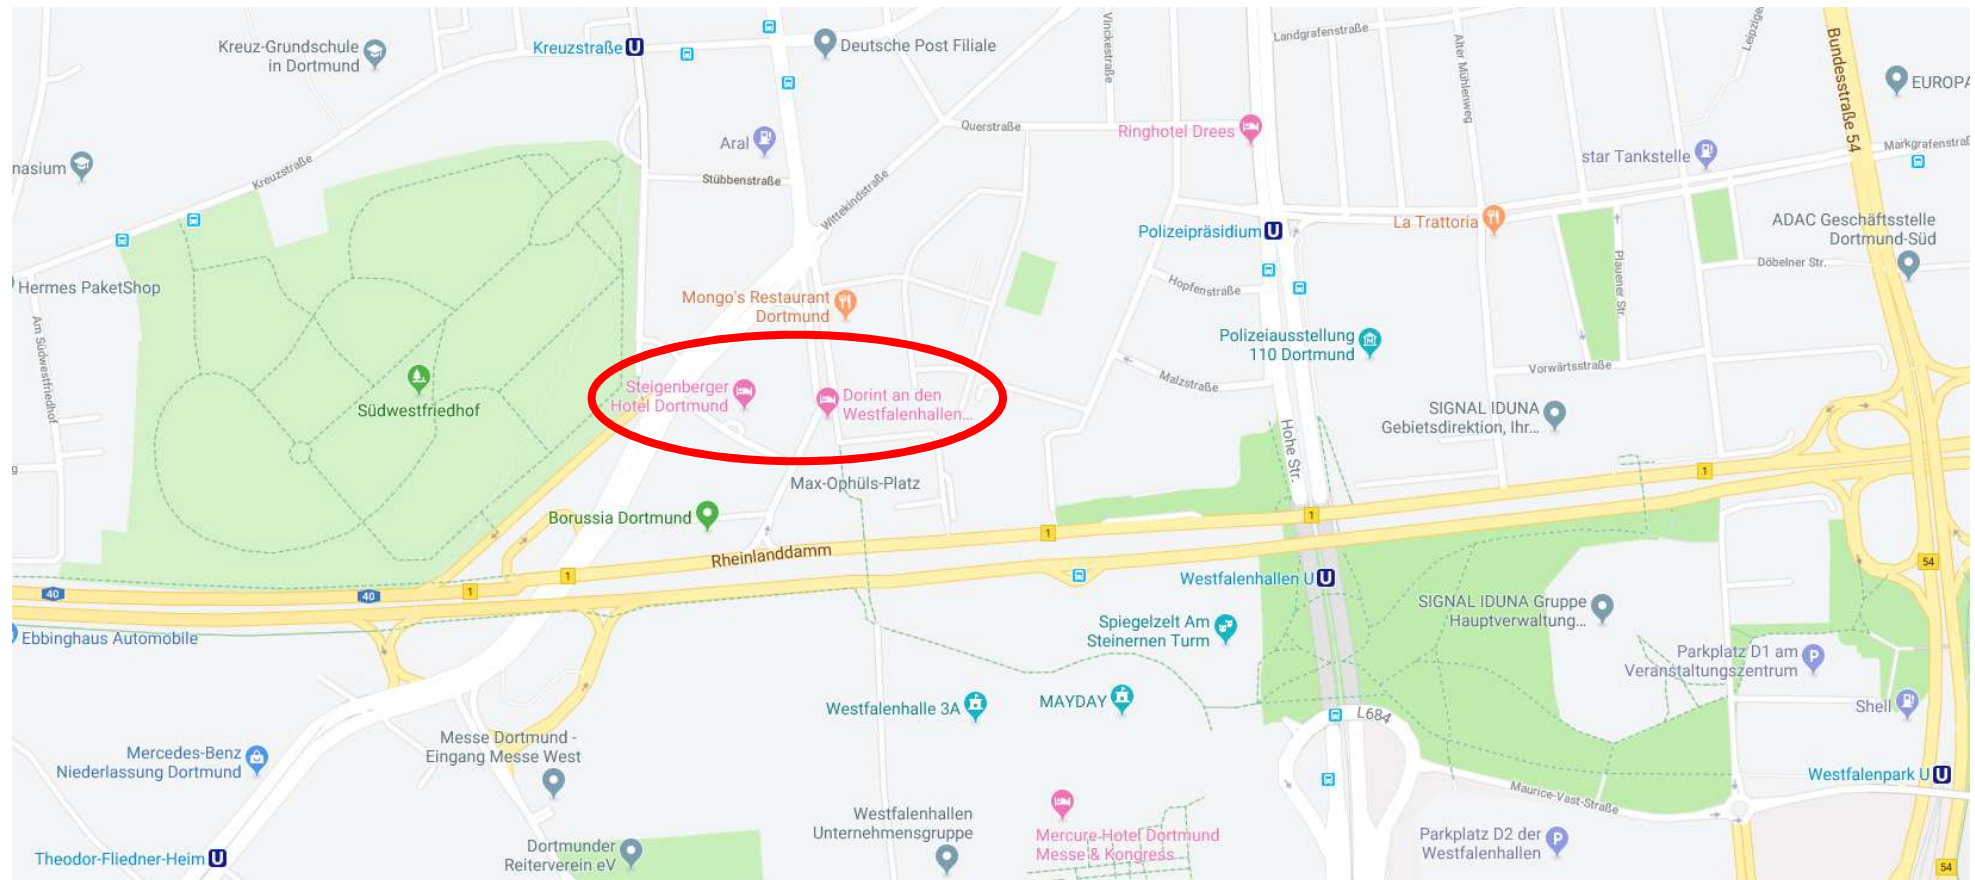 Kreuz-Grundschule
in Dortmund
Kreuzstraße U
Deutsche Post Filiale
Vinckestraße
Landgrafenstraße
Alter Mühlenweg
Bundesstraße 54
EUROPA
nasium
Kreuzstraße
Aral
Stübbenstraße
Querstraße
Wittekindstraße
Ringhotel Drees
star Tankstelle
Markgrafenstraß
Hermes PaketShop
Am Südwestfriedhof
Polizeipräsidium U
La Trattoria
Plauener Str.
ADAC Geschäftsstelle
Dortmund-Süd
Döbelner Str.
Mongo's Restaurant
Dortmund
Hopfenstraße
Polizeiausstellung
110 Dortmund
Vorwärtsstraße
Malzstraße
Südwestfriedhof
Steigenberger
Hotel Dortmund
Dorint an den
Westfalenhallen...
SIGNAL IDUNA
Gebietsdirektion, Ihr...
Hohe Str.
Max-Ophüls-Platz
Borussia Dortmund
Rheinlanddamm
1
1
1
1
1
40
40
54
Westfalenhallen U U
Ebbinghaus Automobile
Spiegelzelt Am
Steinernen Turm
SIGNAL IDUNA Gruppe
Hauptverwaltung...
Parkplatz D1 am
Veranstaltungszentrum
P
Westfalenhalle 3A
MAYDAY
L684
Shell
Messe Dortmund -
Eingang Messe West
Mercedes-Benz
Niederlassung Dortmund
Westfalenpark U U
Maurice-Vast-Straße
Westfalenhallen
Unternehmensgruppe
Mercure-Hotel Dortmund
Messe & Kongress
Parkplatz D2 der
Westfalenhallen
P
Dortmunder
Reiterverein eV
Theodor-Fliedner-Heim U
54